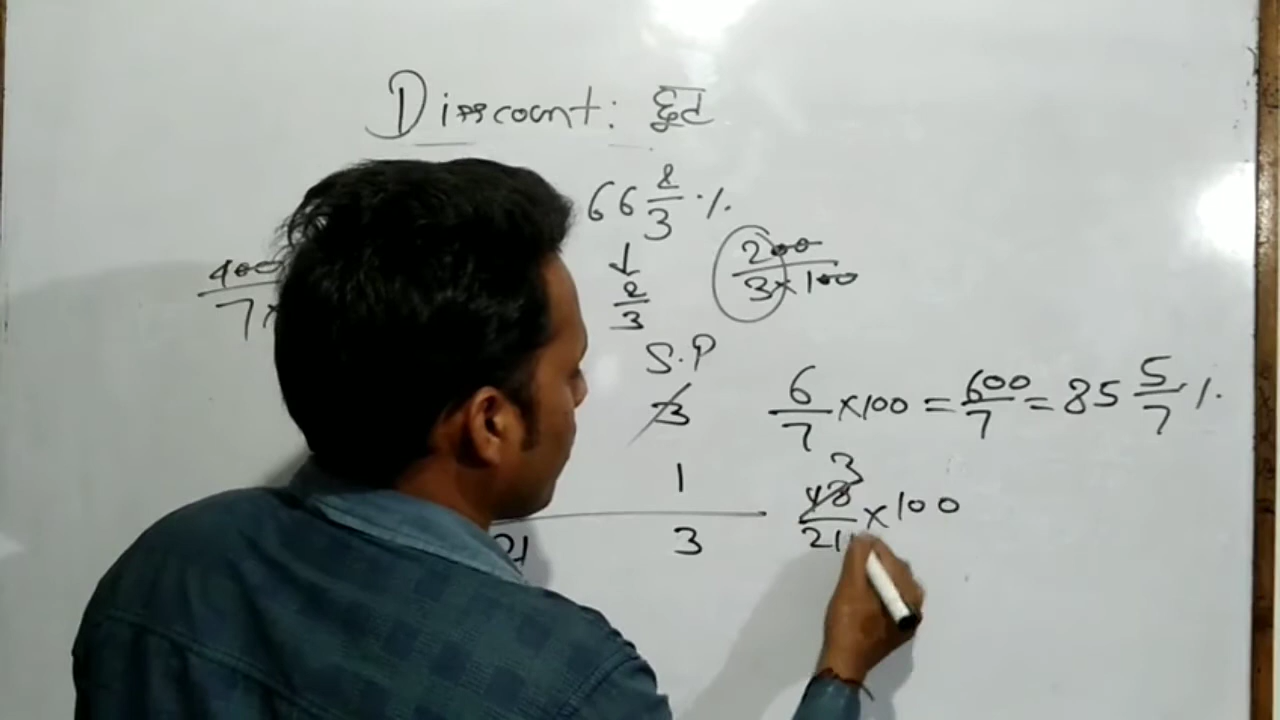 Disscount: छूट
66 2/3 %
400/7×
2/3
200/3×100
S.P
3
6/7 ×100 = 600/7 = 85 5/7 %
1
3
18/21 ×100
21 3